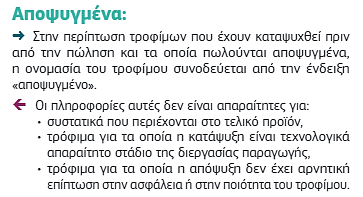 Αποψυγμένα:
➔ Στην περίπτωση τροφίμων που έχουν καταψυχθεί πριν
από την πώληση και τα οποία πωλούνται αποψυγμένα,
η ονομασία του τροφίμου συνοδεύεται από την ένδειξη
«αποψυγμένο».
← Οι πληροφορίες αυτές δεν είναι απαραίτητες για:
• συστατικά που περιέχονται στο τελικό προϊόν,
• τρόφιμα για τα οποία η κατάψυξη είναι τεχνολογικά
απαραίτητο στάδιο της διεργασίας παραγωγής,
• τρόφιμα για τα οποία η απόψυξη δεν έχει αρνητική
επίπτωση στην ασφάλεια ή στην ποιότητα του τροφίμου.